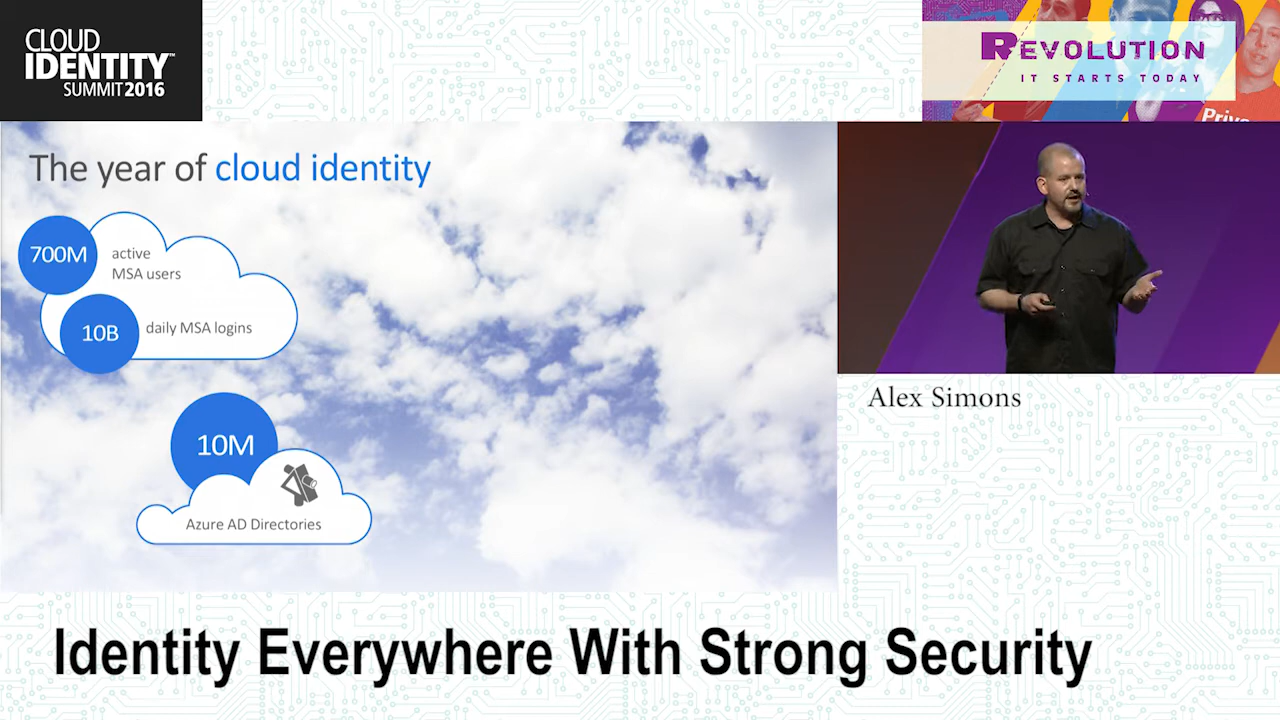 CLOUD
IDENTITY™
SUMMIT 2016
REVOLUTION
IT STARTS TODAY
The year of cloud identity
700M
active
MSA users
10B
daily MSA logins
10M
Azure AD Directories
Alex Simons
Identity Everywhere With Strong Security